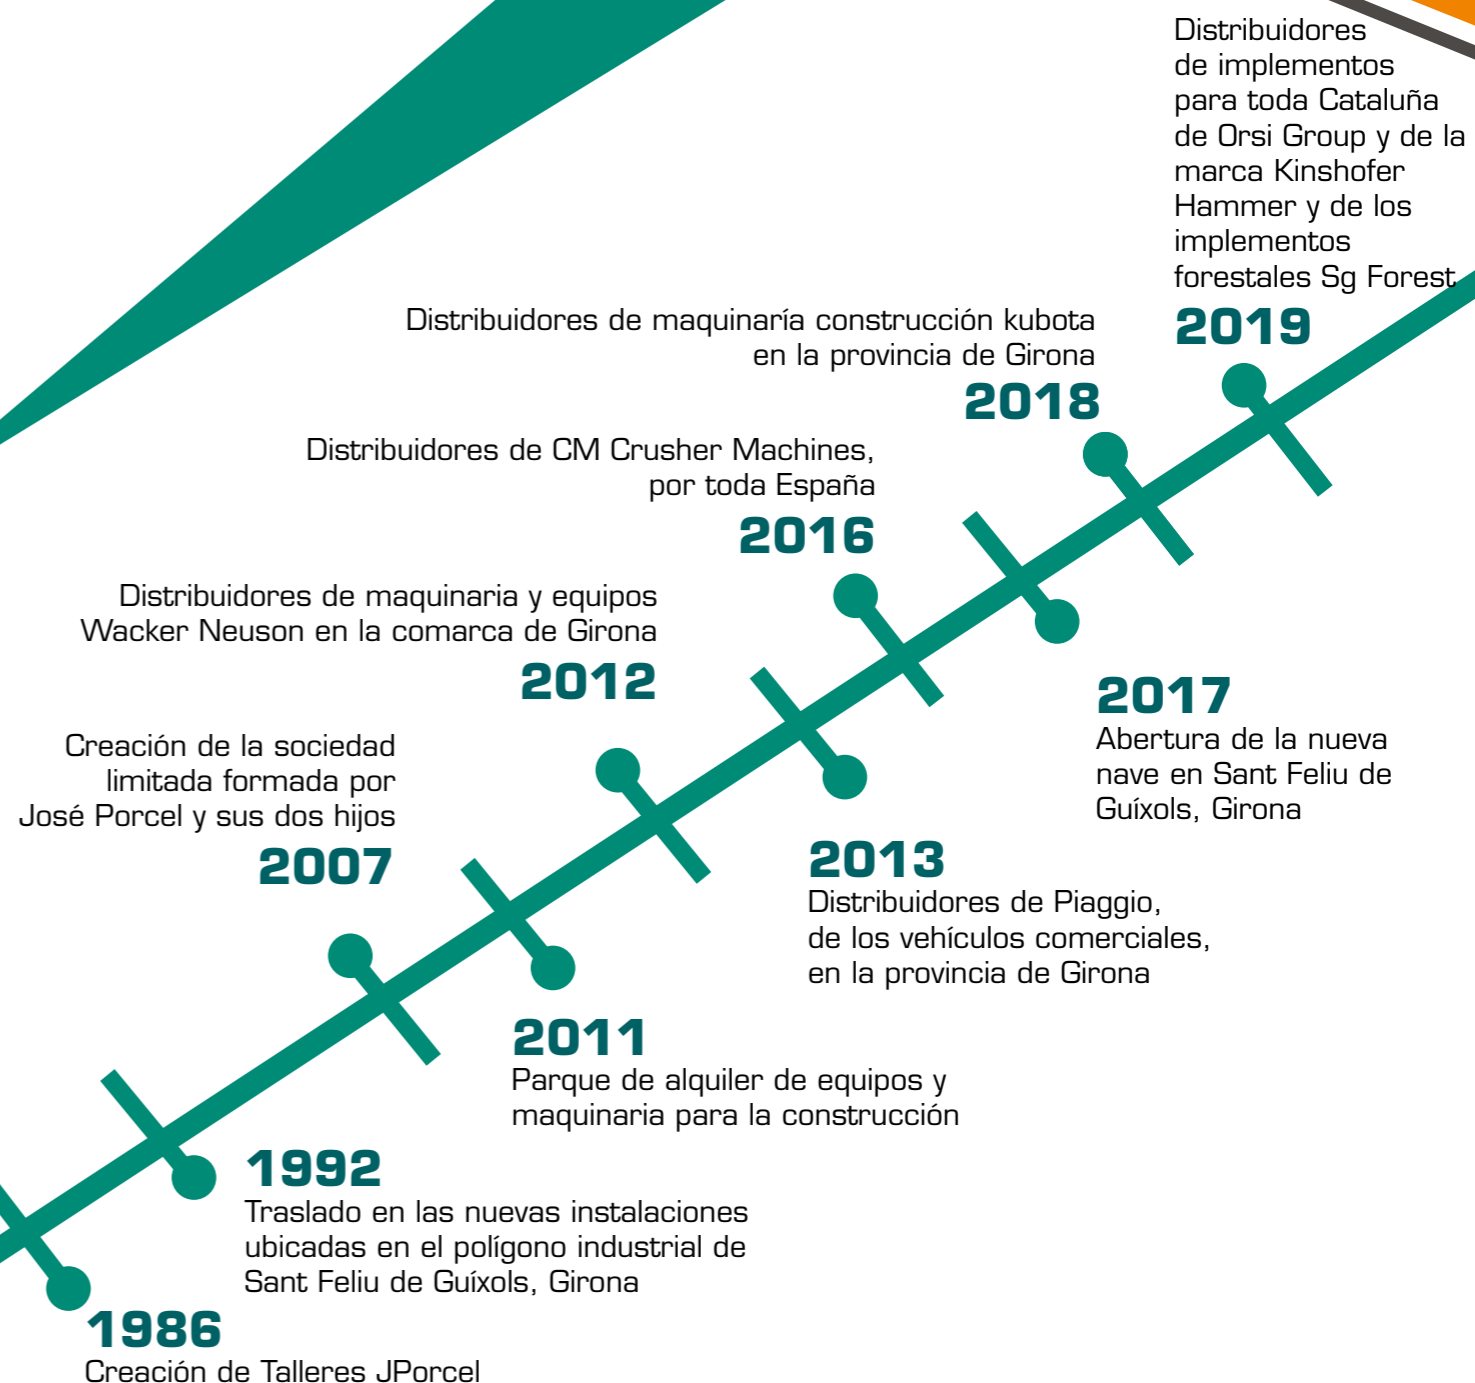 Distribuidores
de implementos
para toda Cataluña
de Orsi Group y de la
marca Kinshofer
Hammer y de los
implementos
forestales Sg Forest
2019
Distribuidores de maquinaría construcción kubota
en la provincia de Girona
2018
Distribuidores de CM Crusher Machines,
por toda España
2016
Distribuidores de maquinaria y equipos
Wacker Neuson en la comarca de Girona
2012
2017
Abertura de la nueva
nave en Sant Feliu de
Guíxols, Girona
Creación de la sociedad
limitada formada por
José Porcel y sus dos hijos
2007
2013
Distribuidores de Piaggio,
de los vehículos comerciales,
en la provincia de Girona
2011
Parque de alquiler de equipos y
maquinaria para la construcción
1992
Traslado en las nuevas instalaciones
ubicadas en el polígono industrial de
Sant Feliu de Guíxols, Girona
1986
Creación de Talleres JPorcel